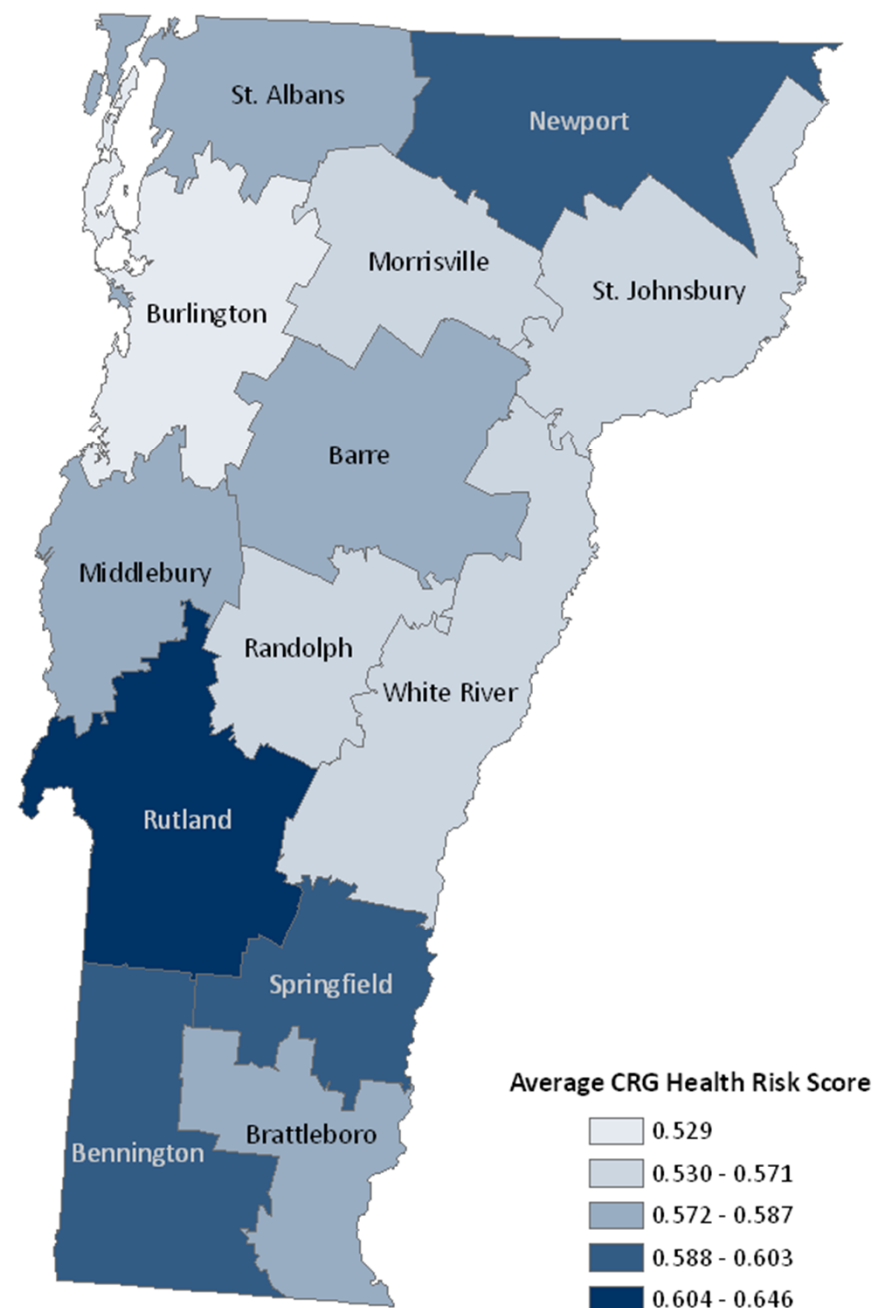 St. Albans
Newport
Morrisville
St. Johnsbury
Burlington
Barre
Middlebury
Randolph
White River
Rutland
Springfield
Brattleboro
Bennington
Average CRG Health Risk Score
0.529
0.530 - 0.571
0.572 - 0.587
0.588 - 0.603
0.604 - 0.646